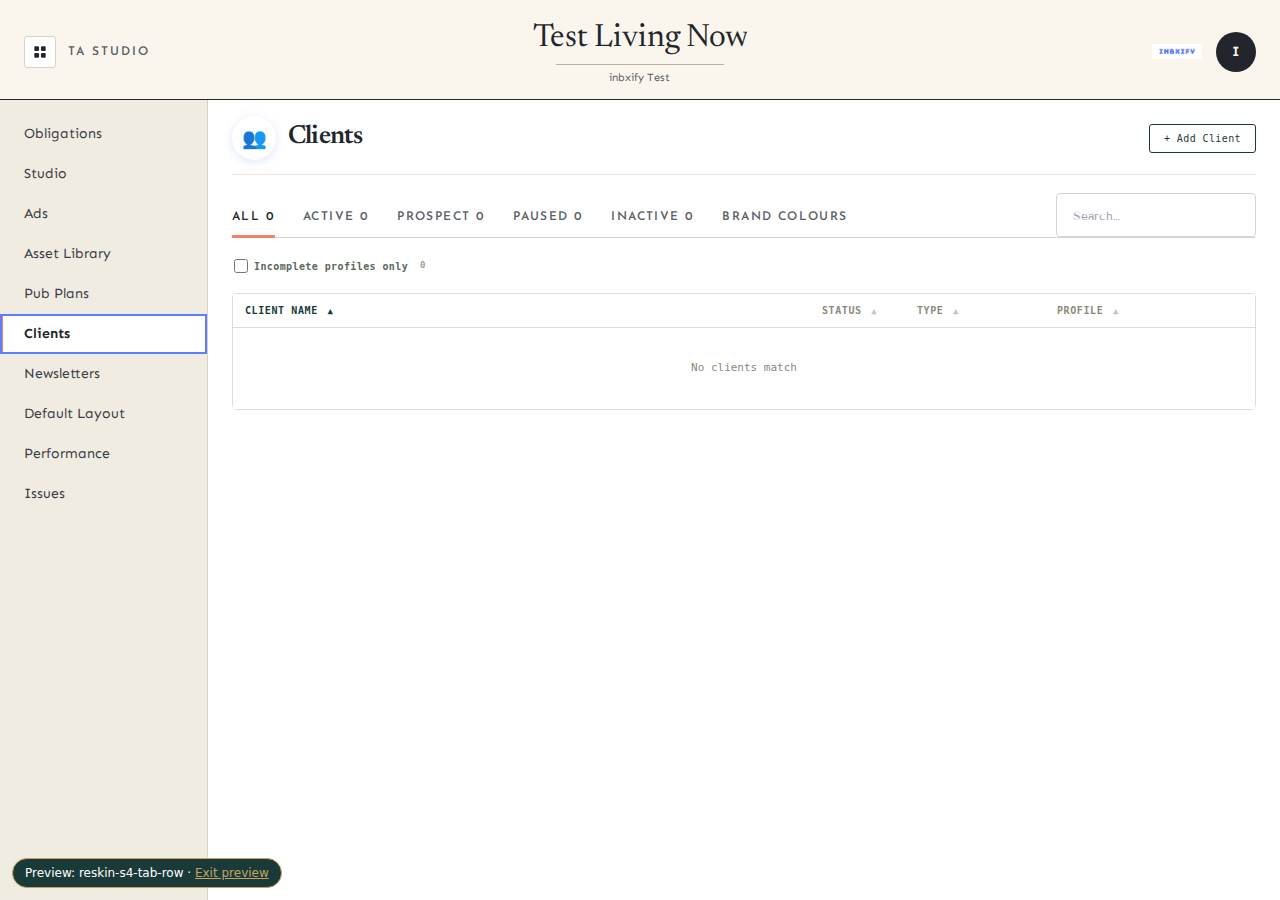 TA STUDIO
Test Living Now
inbxify Test
INBXIFY
I
Obligations
Studio
Ads
Asset Library
Pub Plans
Clients
Newsletters
Default Layout
Performance
Issues
Clients
+ Add Client
ALL 0 ACTIVE 0 PROSPECT 0 PAUSED 0 INACTIVE 0 BRAND COLOURS
Search...
Incomplete profiles only 0
CLIENT NAME ▲ STATUS ▲ TYPE ▲ PROFILE ▲
No clients match
Preview: reskin-s4-tab-row · Exit preview